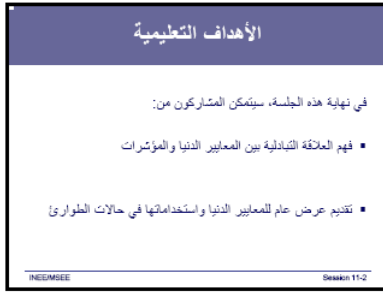 الأهداف التعليمية
في نهاية هذه الجلسة، سيتمكن المشاركون من:
▪ فهم العلاقة التبادلية بين المعايير الدنيا والمؤشرات
▪ تقديم عرض عام للمعايير الدنيا واستخداماتها في حالات الطوارئ
INEE/MSEE
Session 11-2